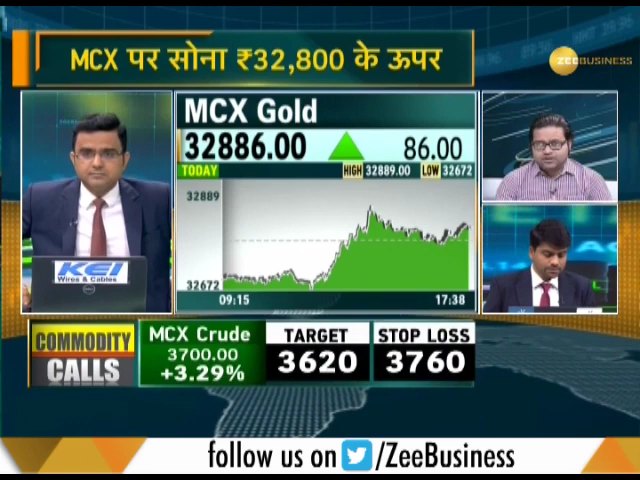 MCX पर सोना ₹32,800 के ऊपर
ZEEBUSINESS
MCX Gold
32886.00 86.00
TODAY HIGH 32889.00 LOW 32672
32889
32672
09:15 17:38
KEI
Wires & Cables
DELL
COMMODITY
CALLS
MCX Crude
3700.00
+3.29%
TARGET
3620
STOP LOSS
3760
follow us on /ZeeBusiness